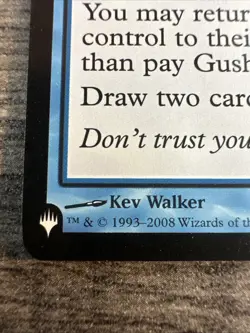 You may retur
control to thei
than pay Gush
Draw two car
Don't trust you
Kev Walker
™ & © 1993–2008 Wizards of th